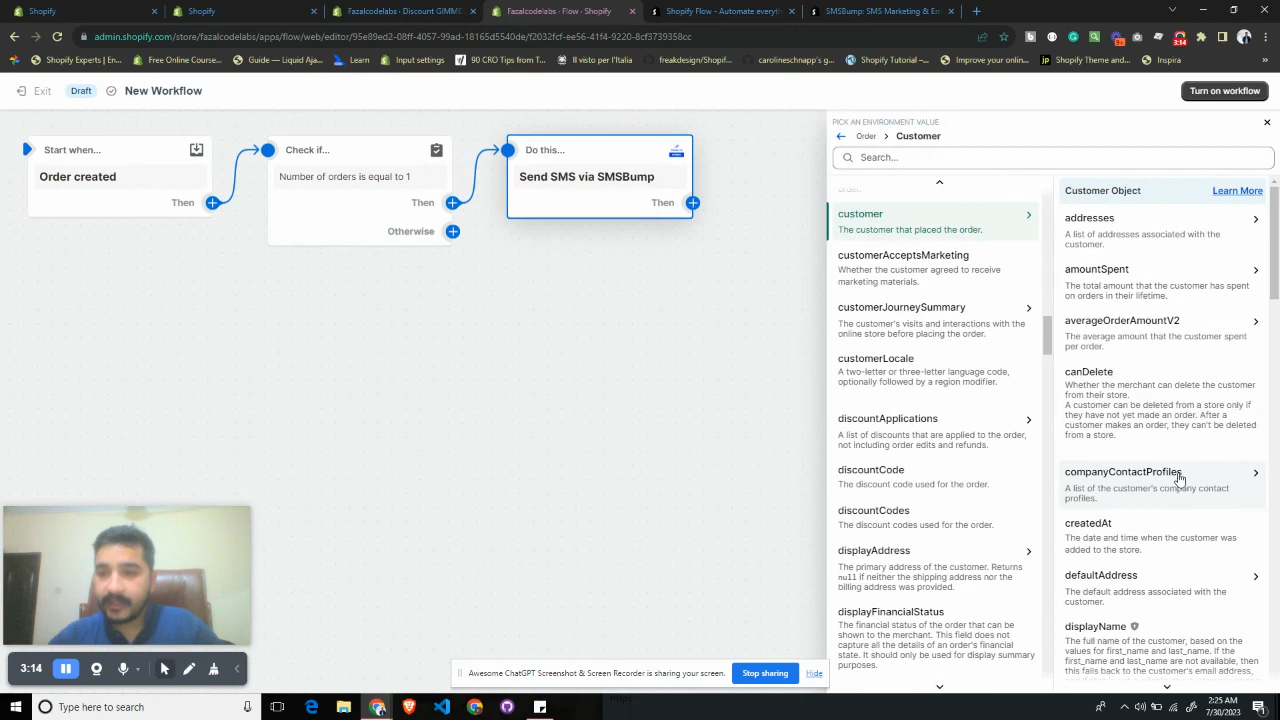 Shopify
Shopify
Fazalcodelabs - Discount GIMME
Fazalcodelabs · Flow · Shopify
Shopify Flow - Automate everyth
SMSBump: SMS Marketing & Em
admin.shopify.com/store/fazalcodelabs/apps/flow/web/editor/95e89ed2-08ff-4057-99ad-18165d5540de/f2032fcf-ee56-41f4-9220-8cf3739358cc
3:14
Shopify Experts | En...
Free Online Course...
Guide — Liquid Ajax...
Learn
Input settings
90 CRO Tips from T...
Il visto per l'Italia
freakdesign/Shopif...
carolineschnapp's g...
Shopify Tutorial –...
Improve your onlin...
Shopify Theme and...
Inspira
Exit
Draft
New Workflow
Turn on workflow
Start when...
Order created
Then
Check if...
Number of orders is equal to 1
Then
Otherwise
Do this...
Send SMS via SMSBump
Then
PICK AN ENVIRONMENT VALUE
Order > Customer
Search...
order.
customer
The customer that placed the order.
customerAcceptsMarketing
Whether the customer agreed to receive
marketing materials.
customerJourneySummary
The customer's visits and interactions with the
online store before placing the order.
customerLocale
A two-letter or three-letter language code,
optionally followed by a region modifier.
discountApplications
A list of discounts that are applied to the order,
not including order edits and refunds.
discountCode
The discount code used for the order.
discountCodes
The discount codes used for the order.
displayAddress
The primary address of the customer. Returns
null if neither the shipping address nor the
billing address was provided.
displayFinancialStatus
The financial status of the order that can be
shown to the merchant. This field does not
capture all the details of an order's financial
state. It should only be used for display summary
purposes.
Customer Object
Learn More
addresses
A list of addresses associated with the
customer.
amountSpent
The total amount that the customer has spent
on orders in their lifetime.
averageOrderAmountV2
The average amount that the customer spent
per order.
canDelete
Whether the merchant can delete the customer
from their store.
A customer can be deleted from a store only if
they have not yet made an order. After a
customer makes an order, they can't be deleted
from a store.
companyContactProfiles
A list of the customer's company contact
profiles.
createdAt
The date and time when the customer was
added to the store.
defaultAddress
The default address associated with the
customer.
displayName
The full name of the customer, based on the
values for first_name and last_name. If the
first_name and last_name are not available, then
this falls back to the customer's email address,
3:14
Awesome ChatGPT Screenshot & Screen Recorder is sharing your screen.
Stop sharing
Hide
Type here to search
2:25 AM
7/30/2023